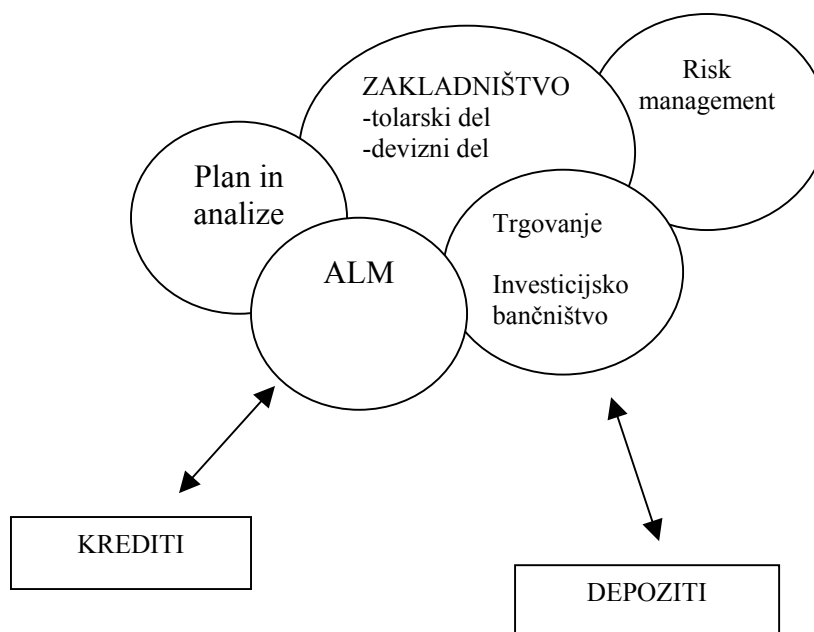 ZAKLADNIŠTVO
-tolarski del
-devizni del
Risk
management
Plan in
analize
ALM
Trgovanje
Investicijsko
bančništvo
KREDITI
DEPOZITI